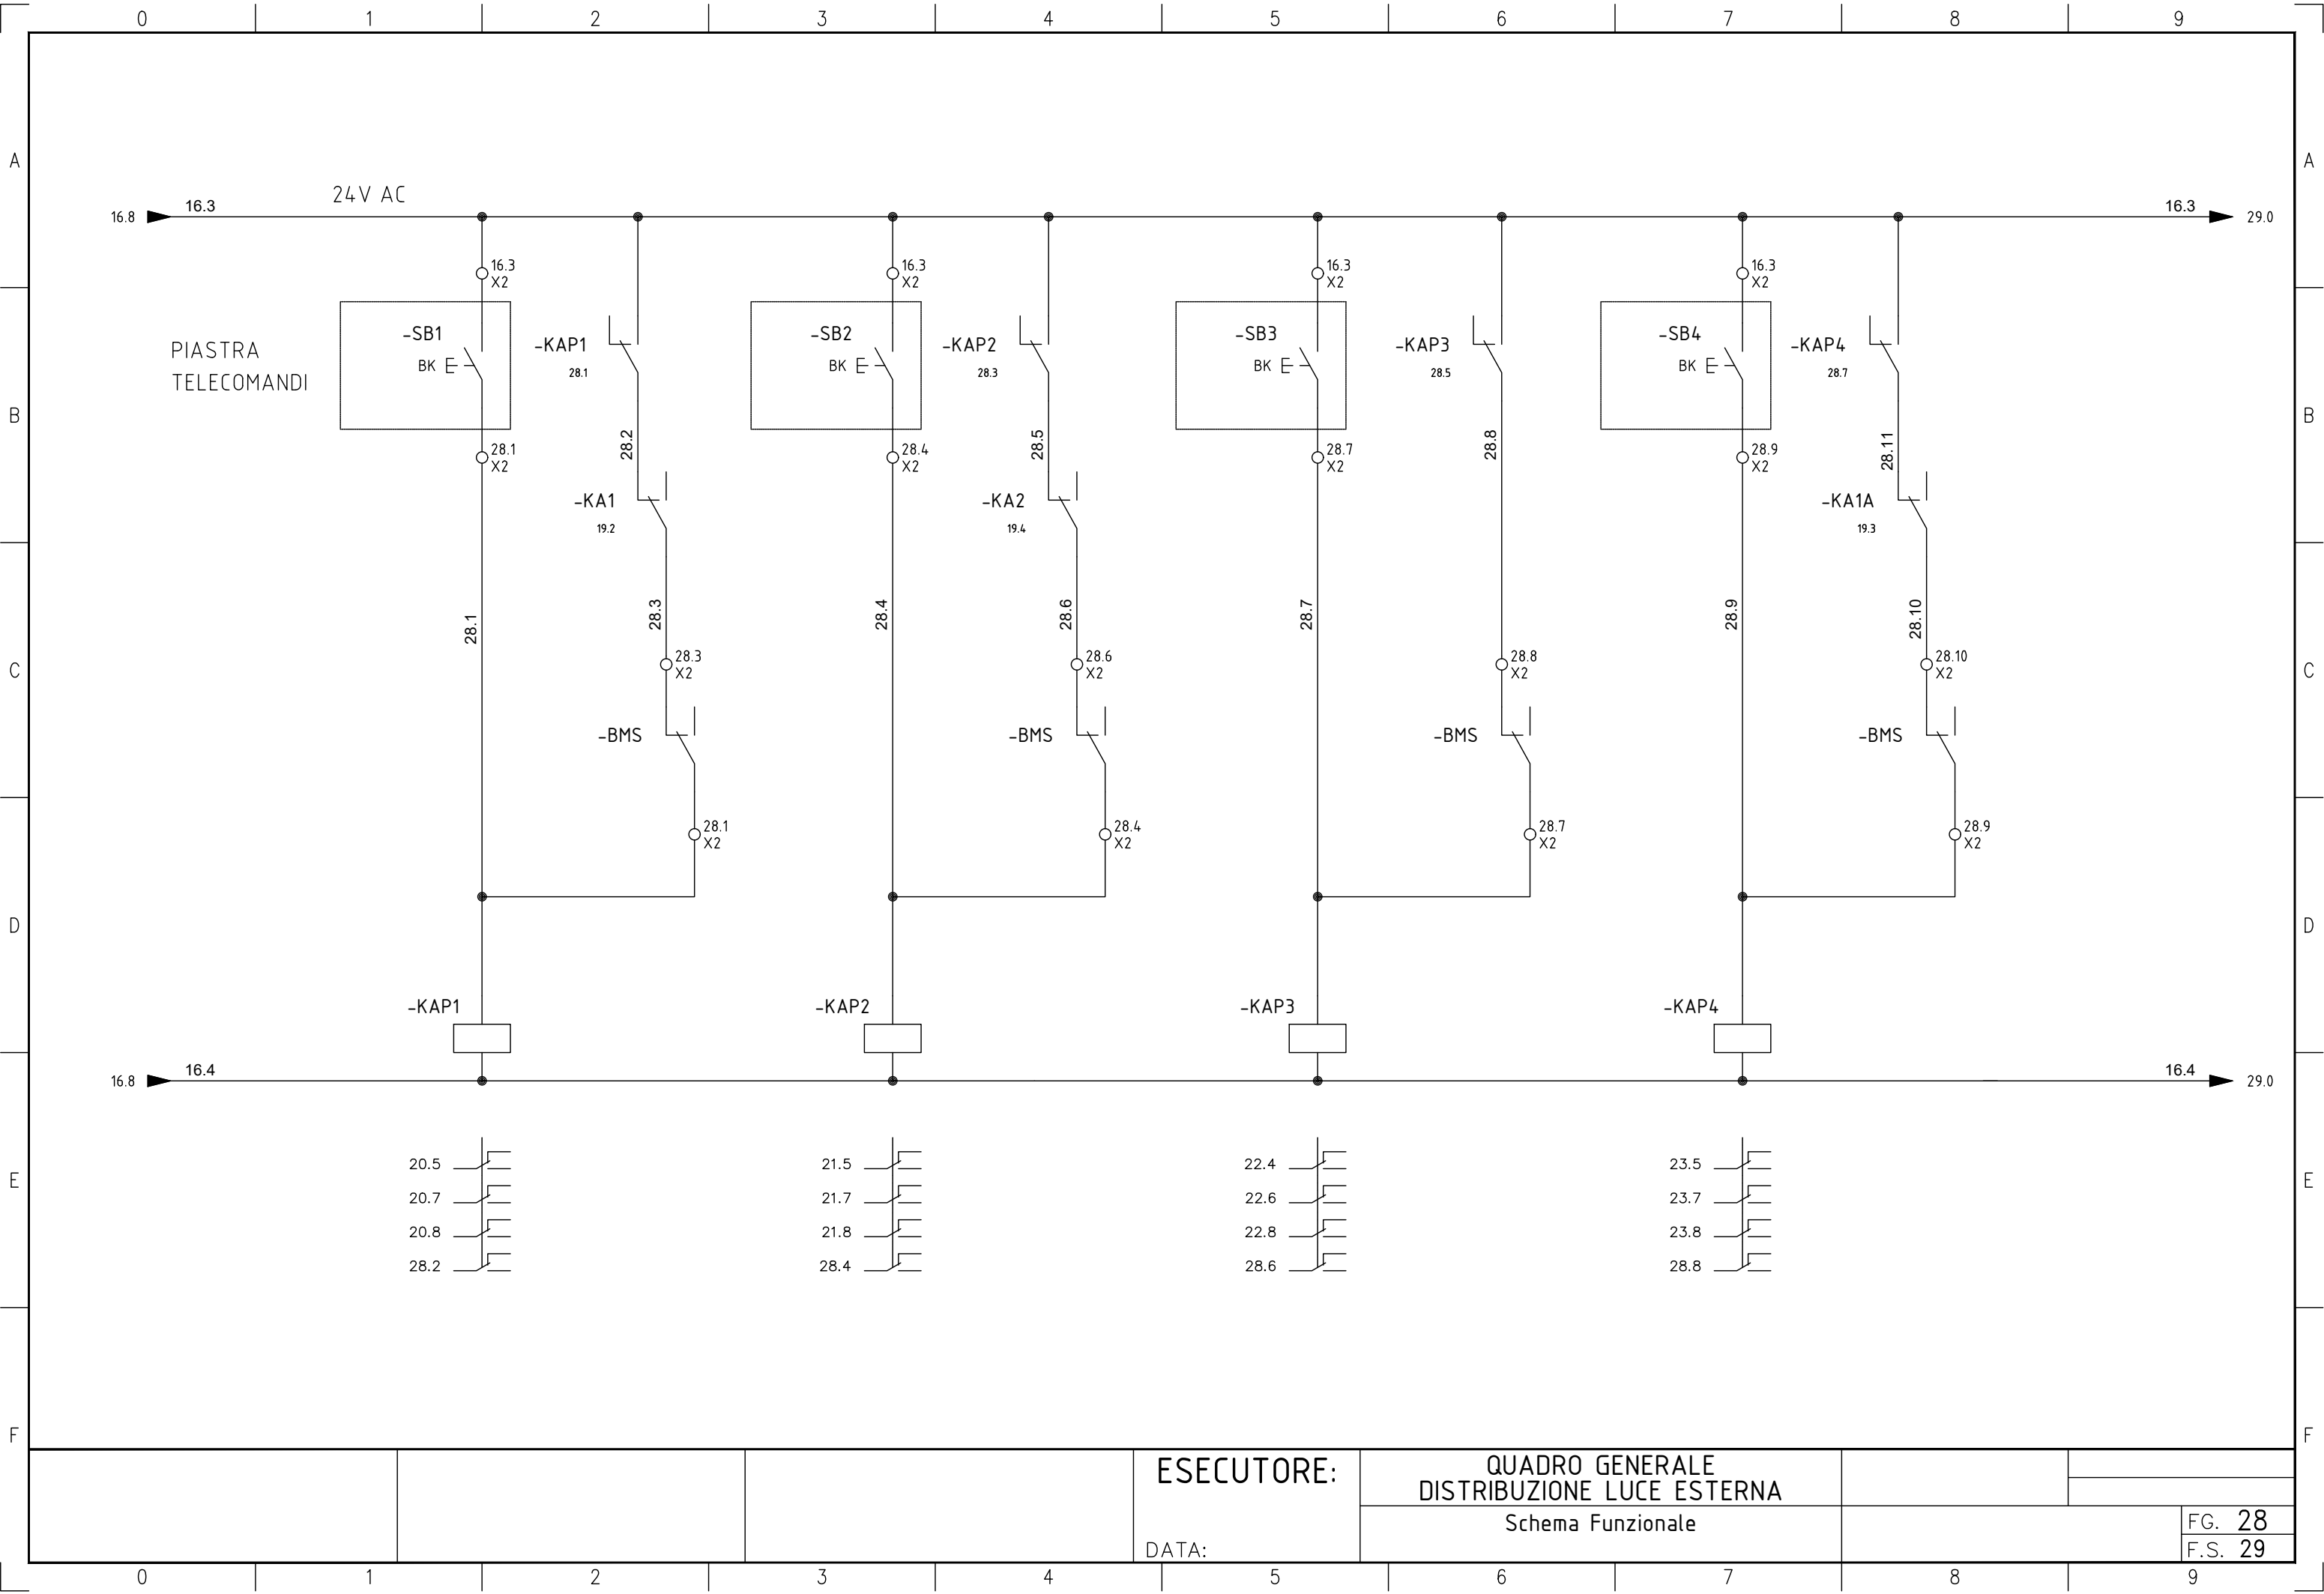 0 1 2 3 4 5 6 7 8 9
A A
24V AC
16.8 16.3 16.3 29.0
16.3 16.3 16.3 16.3
X2 X2 X2 X2
-SB1 -KAP1 -SB2 -KAP2 -SB3 -KAP3 -SB4 -KAP4
PIASTRA
TELECOMANDI
BK 28.1 BK 28.3 BK 28.5 BK 28.7
B B
28.2 28.5 28.8 28.11
28.1 28.4 28.7 28.9
X2 X2 X2 X2
-KA1 -KA2 -KA1A
19.2 19.4 19.3
28.1 28.3 28.4 28.6 28.7 28.9 28.10
28.3 28.6 28.8 28.10
X2 X2 X2 X2
C C
-BMS -BMS -BMS -BMS
28.1 28.4 28.7 28.9
X2 X2 X2 X2
D D
-KAP1 -KAP2 -KAP3 -KAP4
16.8 16.4 16.4 29.0
20.5 21.5 22.4 23.5
E E
20.7 21.7 22.6 23.7
20.8 21.8 22.8 23.8
28.2 28.4 28.6 28.8
F F
ESECUTORE:
DATA:
QUADRO GENERALE
DISTRIBUZIONE LUCE ESTERNA
Schema Funzionale
FG. 28
F.S. 29
0 1 2 3 4 5 6 7 8 9